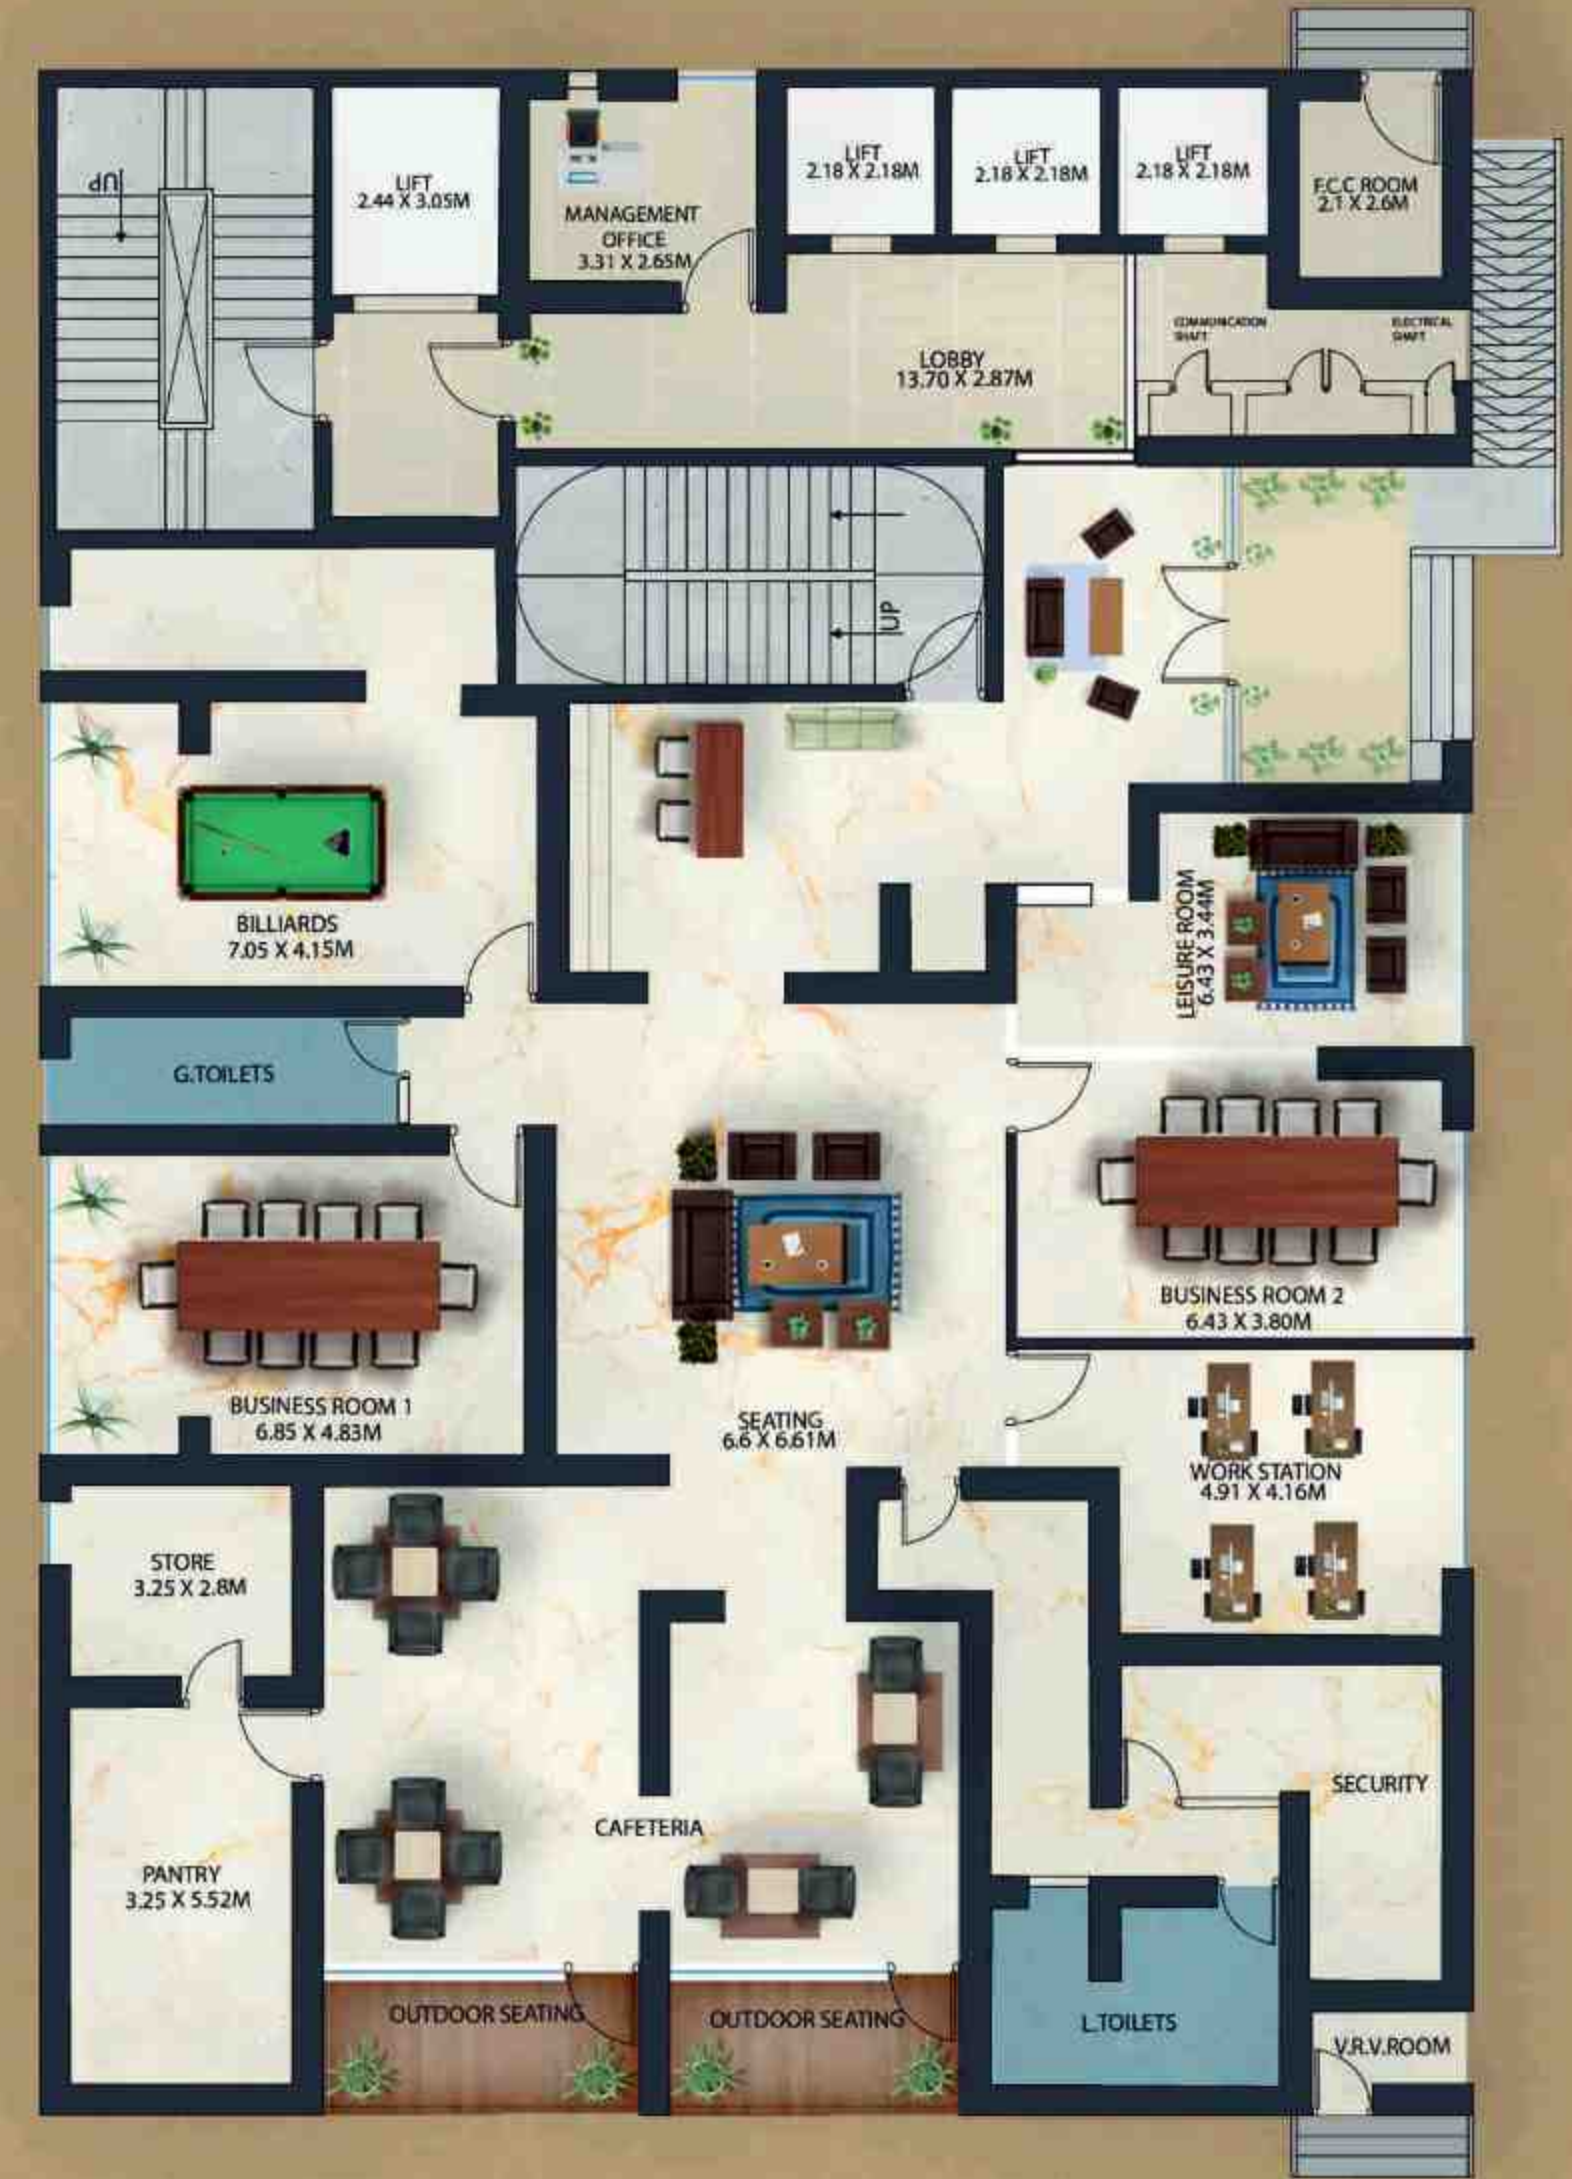 UP
LIFT
2.44 X 3.05M
MANAGEMENT
OFFICE
3.31 X 2.65M
LIFT
2.18 X 2.18M
LIFT
2.18 X 2.18M
LIFT
2.18 X 2.18M
F.C.C ROOM
2.1 X 2.6M
COMMUNICATION
SHAFT
ELECTRICAL
SHAFT
LOBBY
13.70 X 2.87M
UP
BILLIARDS
7.05 X 4.15M
LEISURE ROOM
6.43 X 3.44M
G.TOILETS
BUSINESS ROOM 2
6.43 X 3.80M
BUSINESS ROOM 1
6.85 X 4.83M
SEATING
6.6 X 6.61M
WORK STATION
4.91 X 4.16M
STORE
3.25 X 2.8M
SECURITY
CAFETERIA
PANTRY
3.25 X 5.52M
OUTDOOR SEATING
OUTDOOR SEATING
L.TOILETS
V.R.V.ROOM